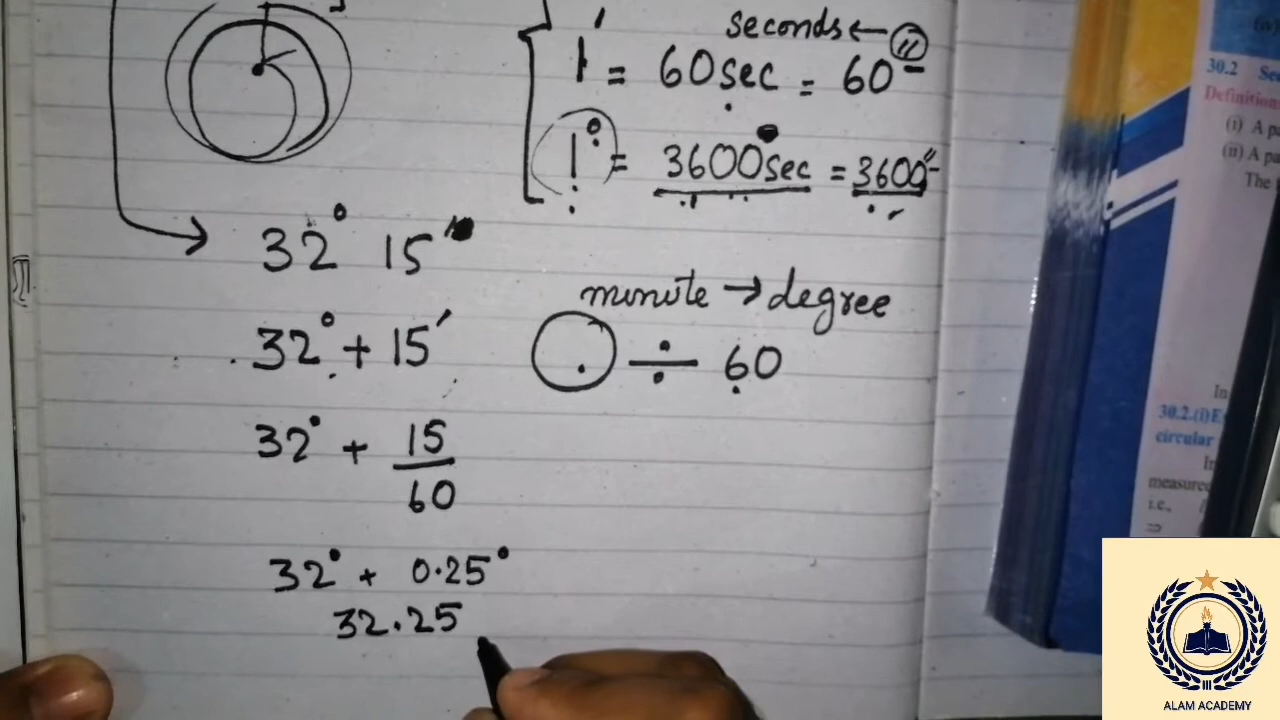 seconds ← "
1' = 60sec = 60"
1° = 3600sec = 3600"
32° 15'
minute → degree
32° + 15'
÷ 60
32° + 15/60
32° + 0.25°
32.25
30.2
Definition
(i) A
(ii) A
The
In
30.2.(i)
circular
measured
i.e.,
⇒
ALAM ACADEMY